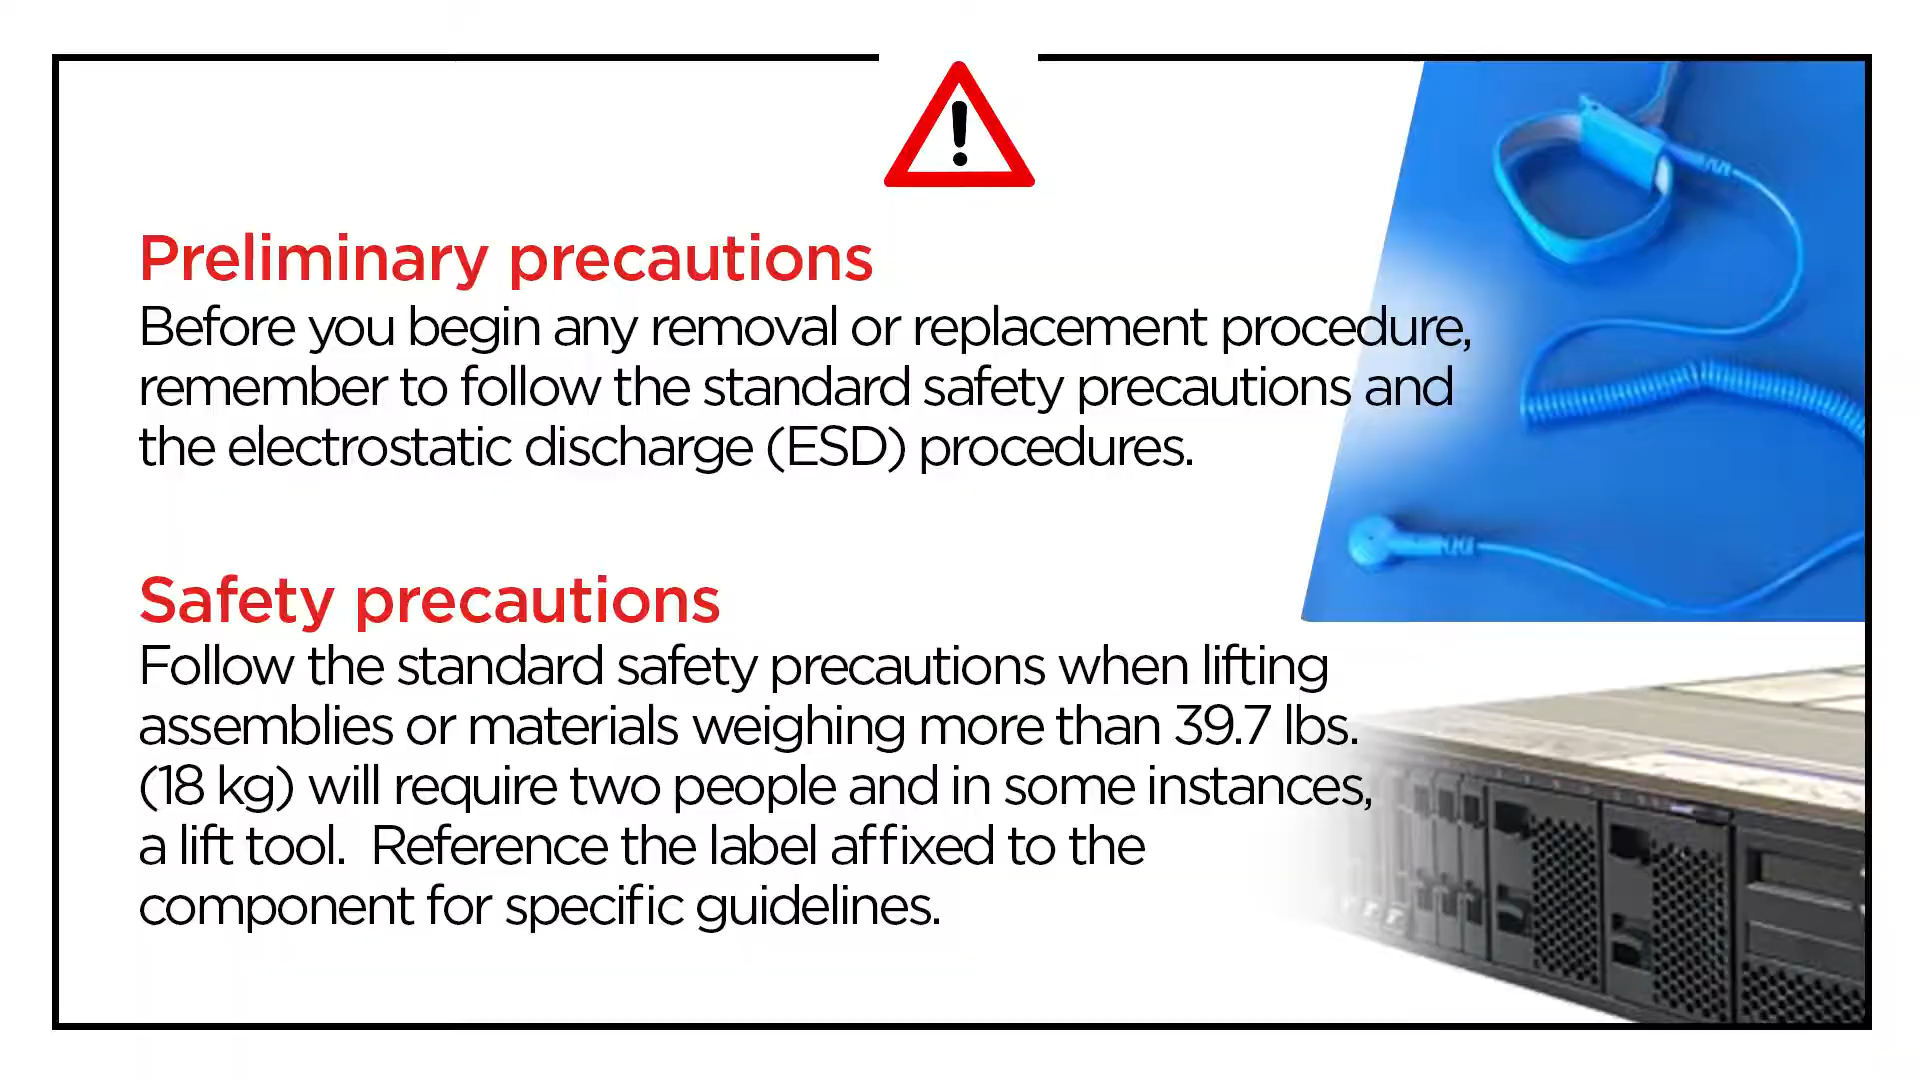 Preliminary precautions
Before you begin any removal or replacement procedure,
remember to follow the standard safety precautions and
the electrostatic discharge (ESD) procedures.
Safety precautions
Follow the standard safety precautions when lifting
assemblies or materials weighing more than 39.7 lbs.
(18 kg) will require two people and in some instances,
a lift tool.  Reference the label affixed to the
component for specific guidelines.